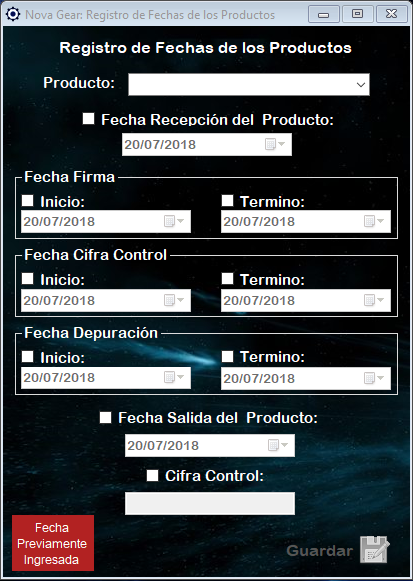 Nova Gear: Registro de Fechas de los Productos
Registro de Fechas de los Productos
Producto:
Fecha Recepción del  Producto:
20/07/2018
Fecha Firma
Inicio: Termino:
20/07/2018 20/07/2018
Fecha Cifra Control
Inicio: Termino:
20/07/2018 20/07/2018
Fecha Depuración
Inicio: Termino:
20/07/2018 20/07/2018
Fecha Salida del  Producto:
20/07/2018
Cifra Control:
Fecha
Previamente
Ingresada
Guardar